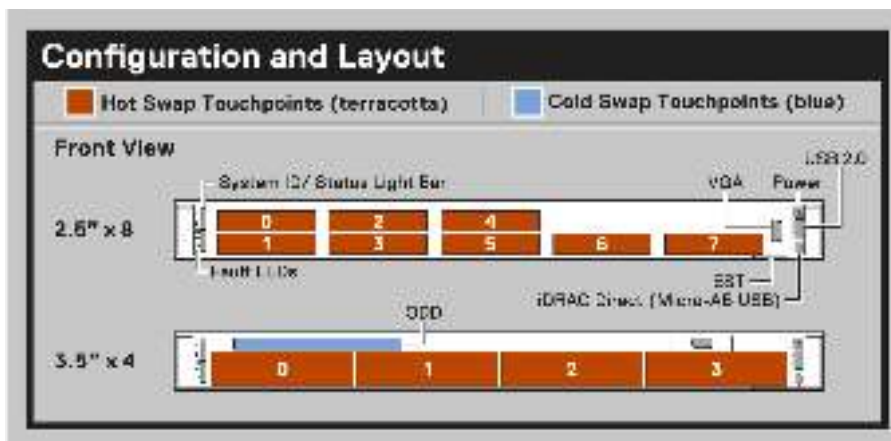 Configuration and Layout
Hot Swap Touchpoints (terracotta)
Cold Swap Touchpoints (blue)
Front View
USB 2.0
System ID/ Status Light Bar
VGA
Power
2.5" x 8
0 2 4
1 3 5 6 7
Fault LEDs
EST
iDRAC Direct (Micro-AB USB)
ODD
3.5" x 4
0 1 2 3